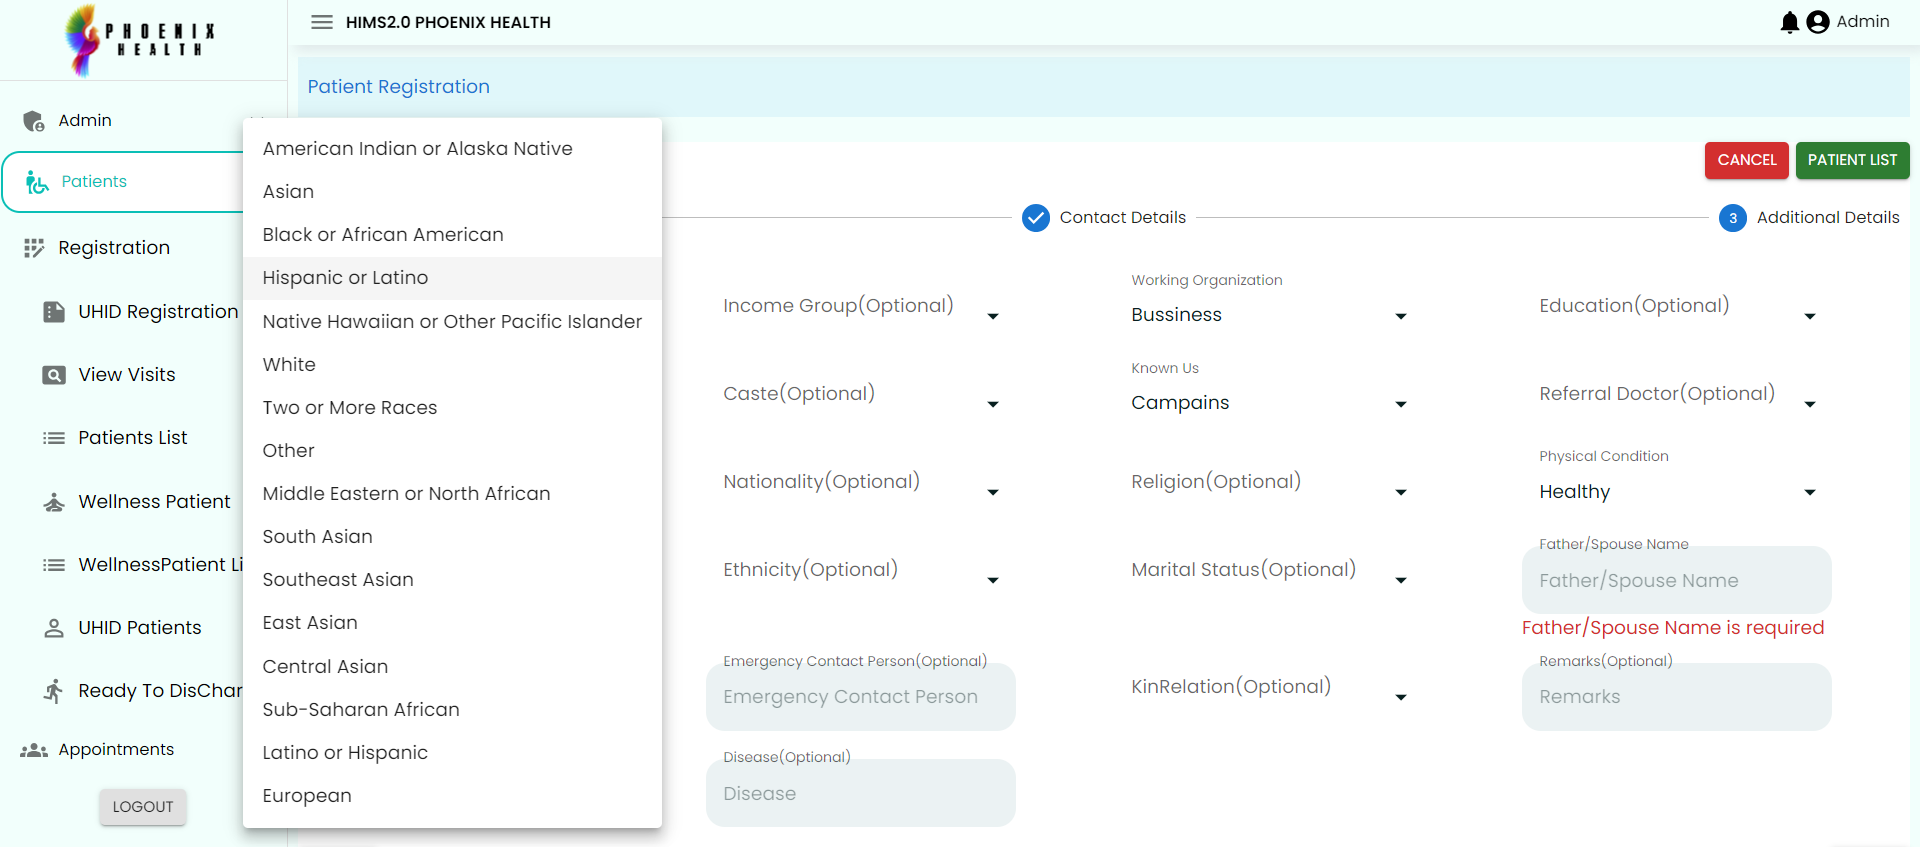 PHOENIX
HEALTH
HIMS2.0 PHOENIX HEALTH
Admin
Patient Registration
Admin
Patients
Registration
UHID Registration
View Visits
Patients List
Wellness Patient
WellnessPatient Li
UHID Patients
Ready To DisChar
Appointments
LOGOUT
American Indian or Alaska Native
Asian
Black or African American
Hispanic or Latino
Native Hawaiian or Other Pacific Islander
White
Two or More Races
Other
Middle Eastern or North African
South Asian
Southeast Asian
East Asian
Central Asian
Sub-Saharan African
Latino or Hispanic
European
CANCEL
PATIENT LIST
Contact Details
3 Additional Details
Income Group(Optional)
Working Organization
Bussiness
Education(Optional)
Caste(Optional)
Known Us
Campains
Referral Doctor(Optional)
Nationality(Optional)
Religion(Optional)
Physical Condition
Healthy
Ethnicity(Optional)
Marital Status(Optional)
Father/Spouse Name
Father/Spouse Name
Father/Spouse Name is required
Emergency Contact Person(Optional)
Emergency Contact Person
KinRelation(Optional)
Remarks(Optional)
Remarks
Disease(Optional)
Disease